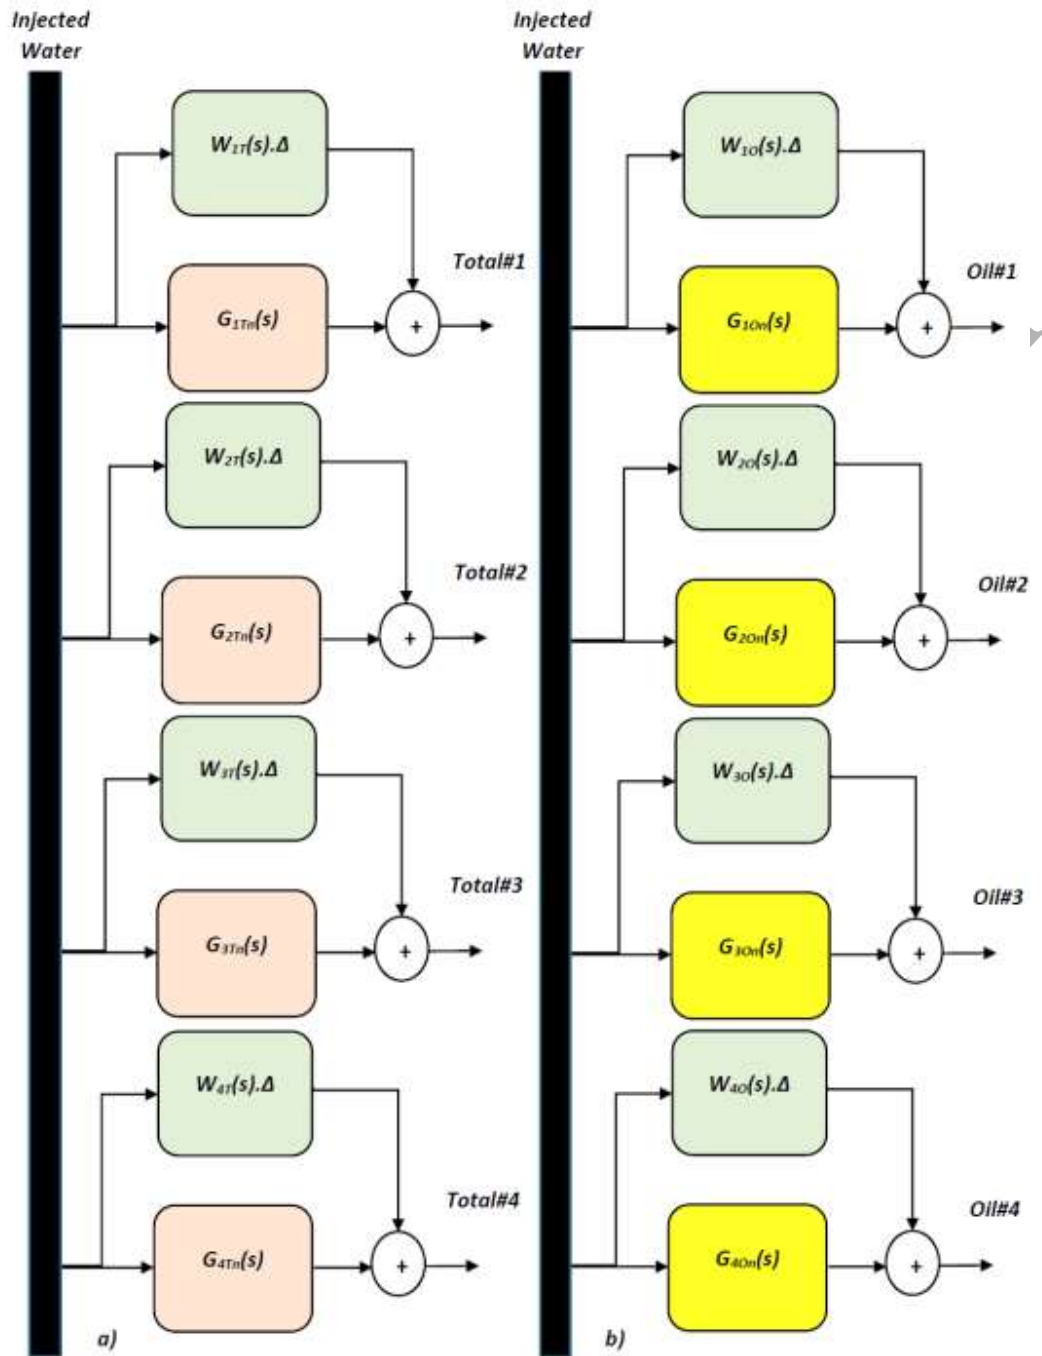 Injected
Water
W1T(s).Δ
Total#1
G1Tn(s)
+
W2T(s).Δ
Total#2
G2Tn(s)
+
W3T(s).Δ
Total#3
G3Tn(s)
+
W4T(s).Δ
Total#4
G4Tn(s)
+
a)
Injected
Water
W1O(s).Δ
Oil#1
G1On(s)
+
W2O(s).Δ
Oil#2
G2On(s)
+
W3O(s).Δ
Oil#3
G3On(s)
+
W4O(s).Δ
Oil#4
G4On(s)
+
b)